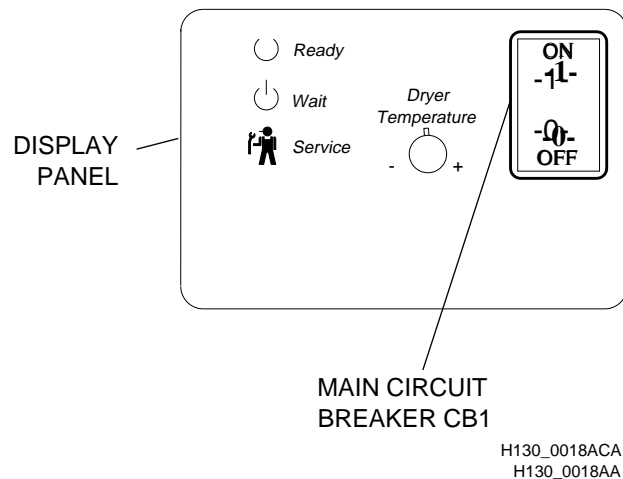 Ready
Wait
Service
Dryer
Temperature
- +
ON
-1-
-0-
OFF
DISPLAY
PANEL
MAIN CIRCUIT
BREAKER CB1
H130_0018ACA
H130_0018AA